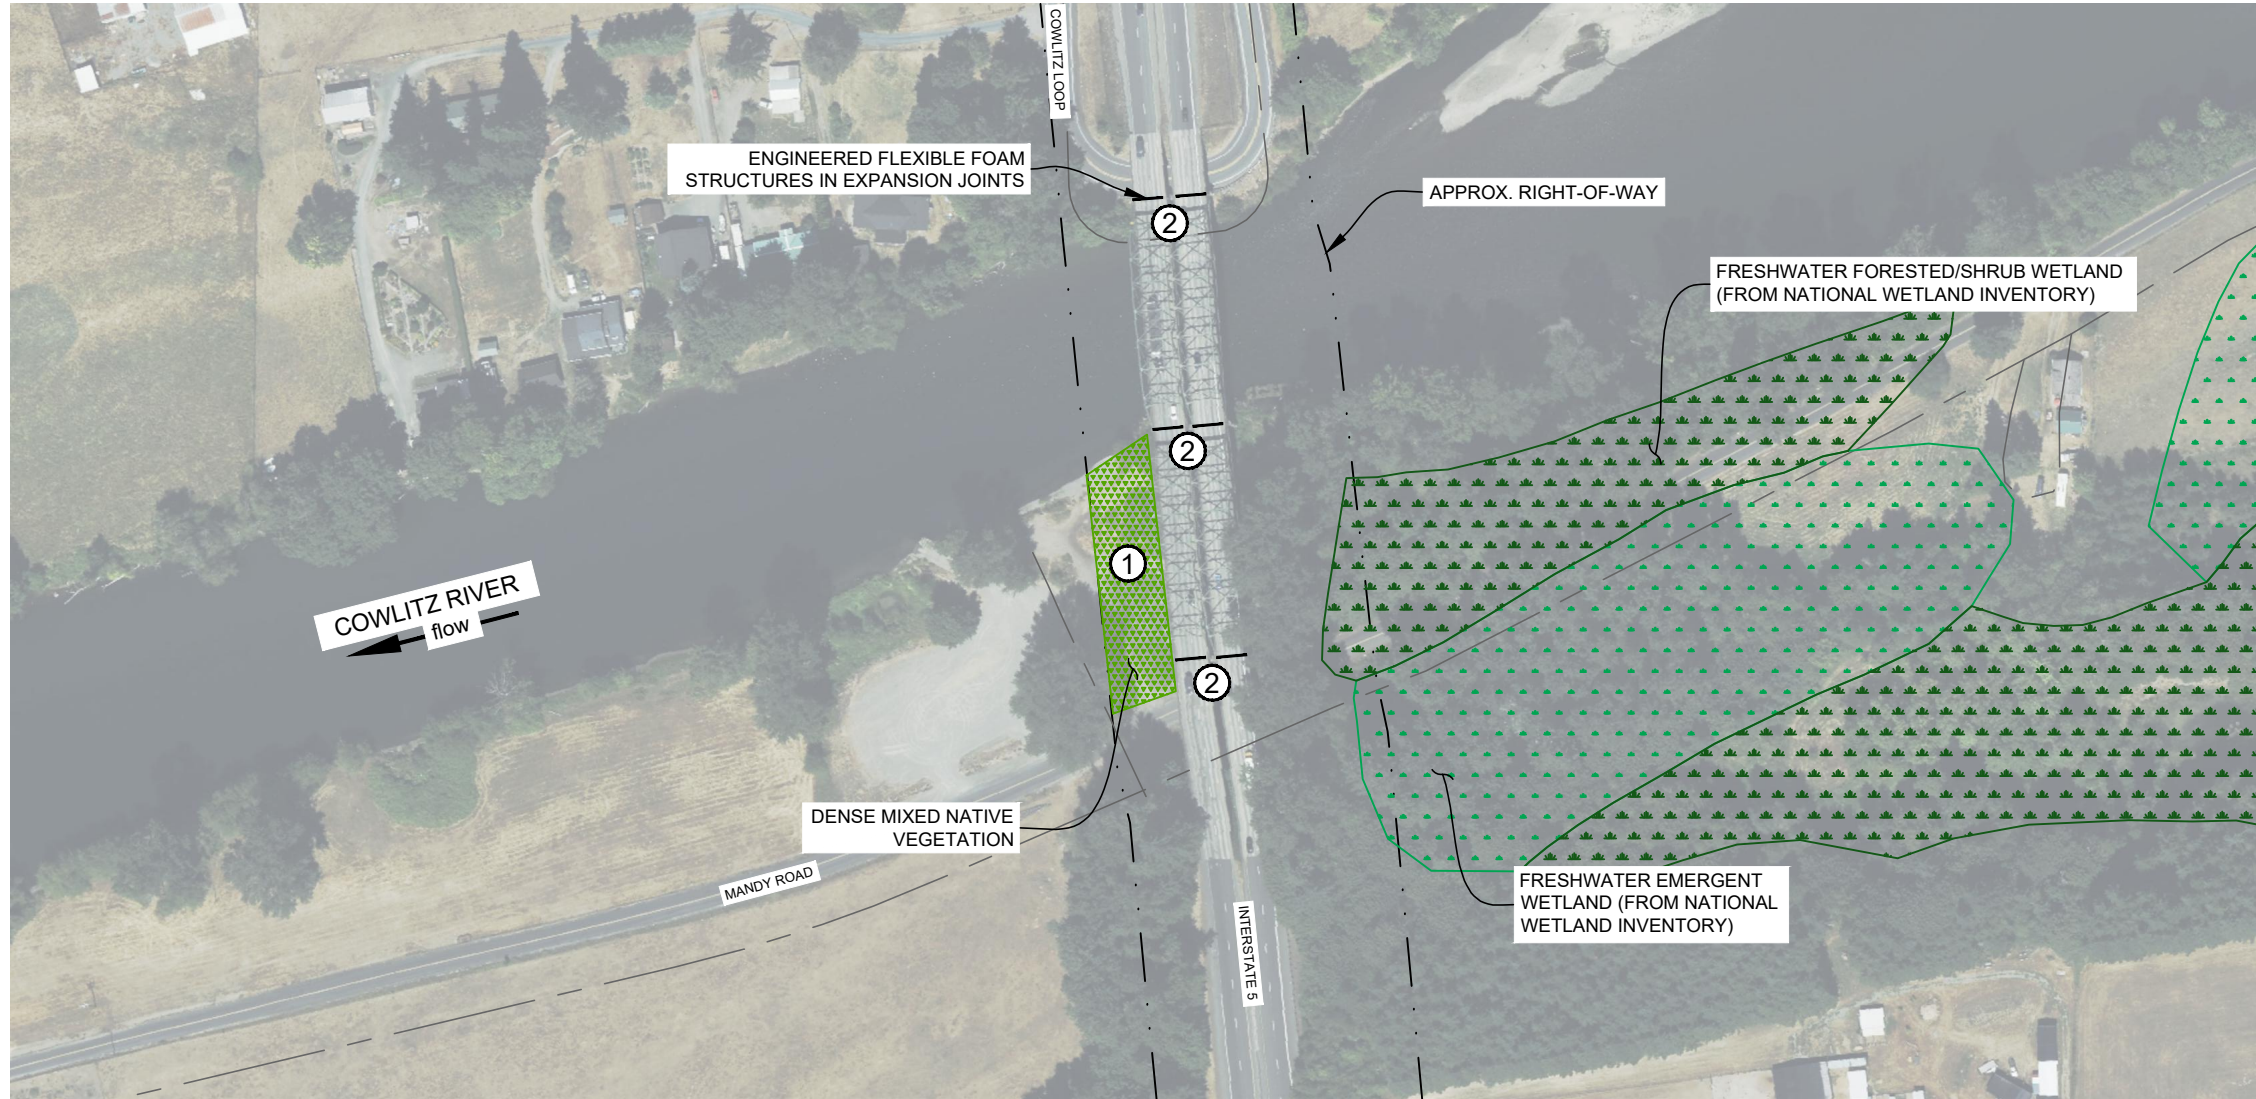 COWLITZ LOOP
ENGINEERED FLEXIBLE FOAM
STRUCTURES IN EXPANSION JOINTS
2
APPROX. RIGHT-OF-WAY
FRESHWATER FORESTED/SHRUB WETLAND
(FROM NATIONAL WETLAND INVENTORY)
2
1
COWLITZ RIVER
flow
2
DENSE MIXED NATIVE
VEGETATION
MANDY ROAD
INTERSTATE 5
FRESHWATER EMERGENT
WETLAND (FROM NATIONAL
WETLAND INVENTORY)